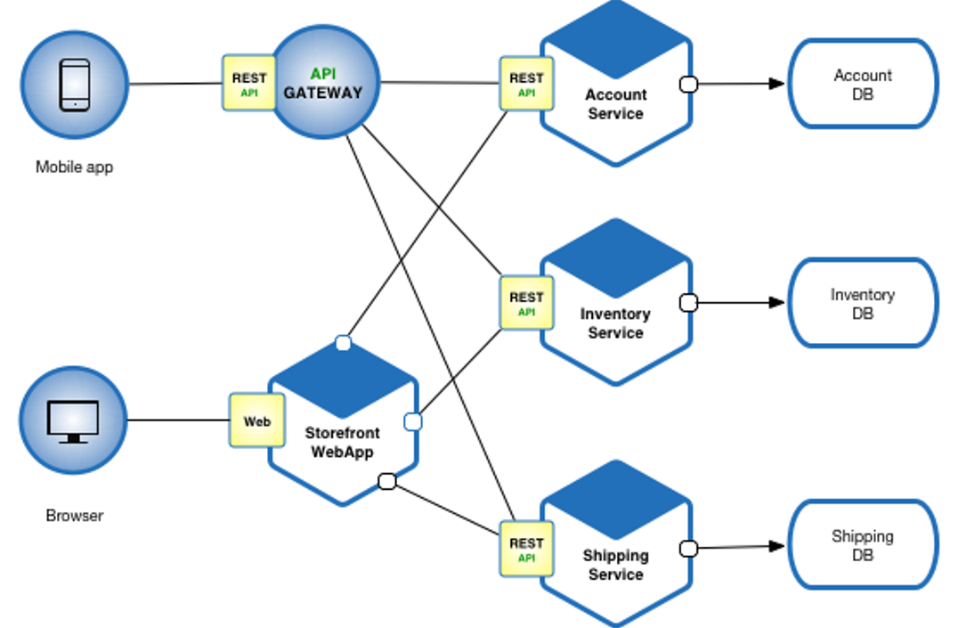 Mobile app
REST
API
API
GATEWAY
REST
API
Account
Service
Account
DB
REST
API
Inventory
Service
Inventory
DB
Browser
Web
Storefront
WebApp
REST
API
Shipping
Service
Shipping
DB